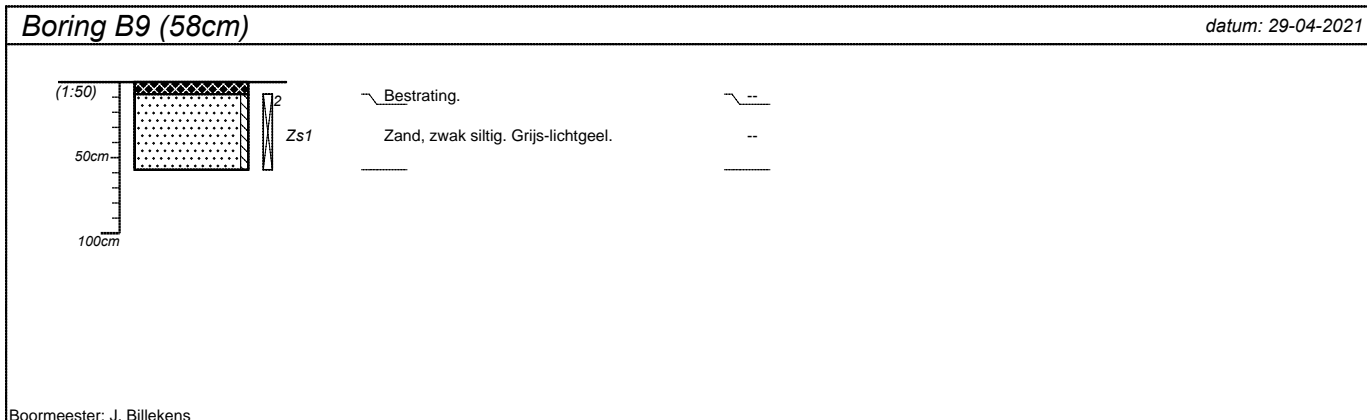 Boring B9 (58cm) datum: 29-04-2021
(1:50) 2 Bestrating. --
Zs1 Zand, zwak siltig. Grijs-lichtgeel. --
50cm
100cm
Boormeester: J. Billekens